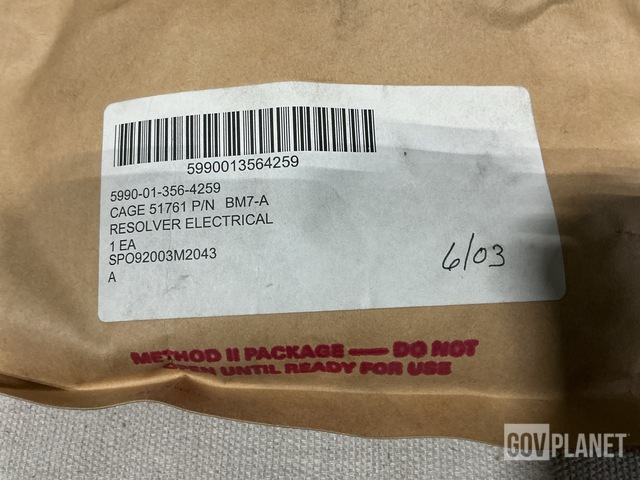 5990013564259
5990-01-356-4259
CAGE 51761 P/N BM7-A
RESOLVER ELECTRICAL
1 EA
SPO92003M2043
A
6/03
METHOD II PACKAGE — DO NOT
OPEN UNTIL READY FOR USE
GOVPLANET